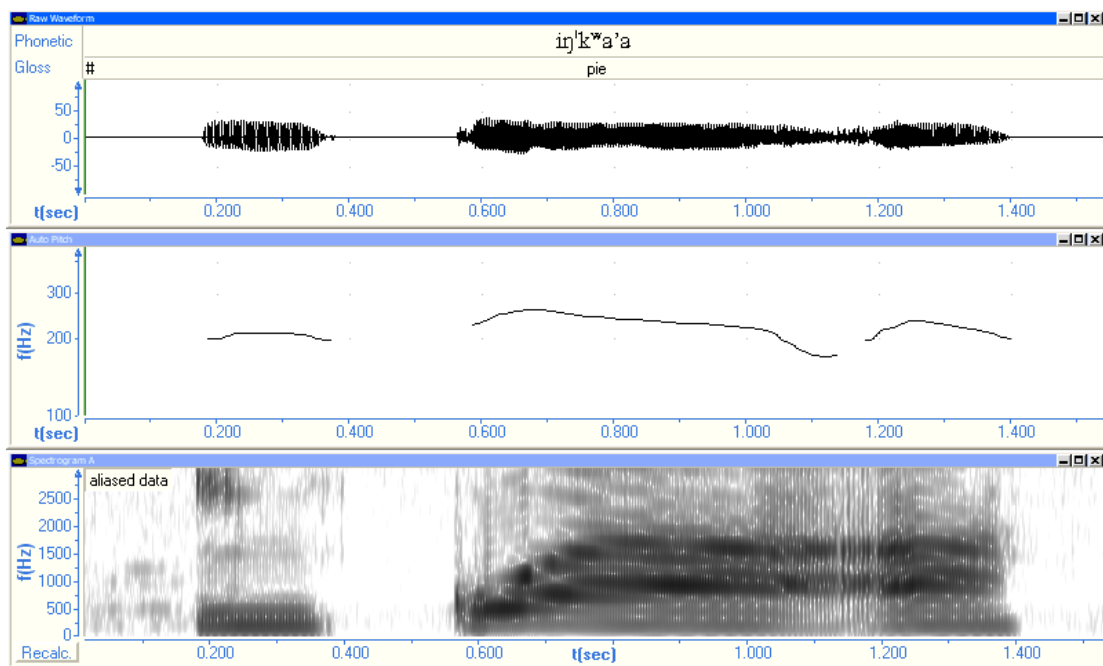 Raw Waveform
Phonetic iŋˈkʷa’a
Gloss # pie
50
0
-50
t(sec) 0.200 0.400 0.600 0.800 1.000 1.200 1.400
Auto Pitch
f(Hz)
300
200
100
t(sec) 0.200 0.400 0.600 0.800 1.000 1.200 1.400
Spectrogram A
aliased data
f(Hz)
2500
2000
1500
1000
500
0
Recalc. 0.200 0.400 t(sec) 0.600 0.800 1.000 1.200 1.400